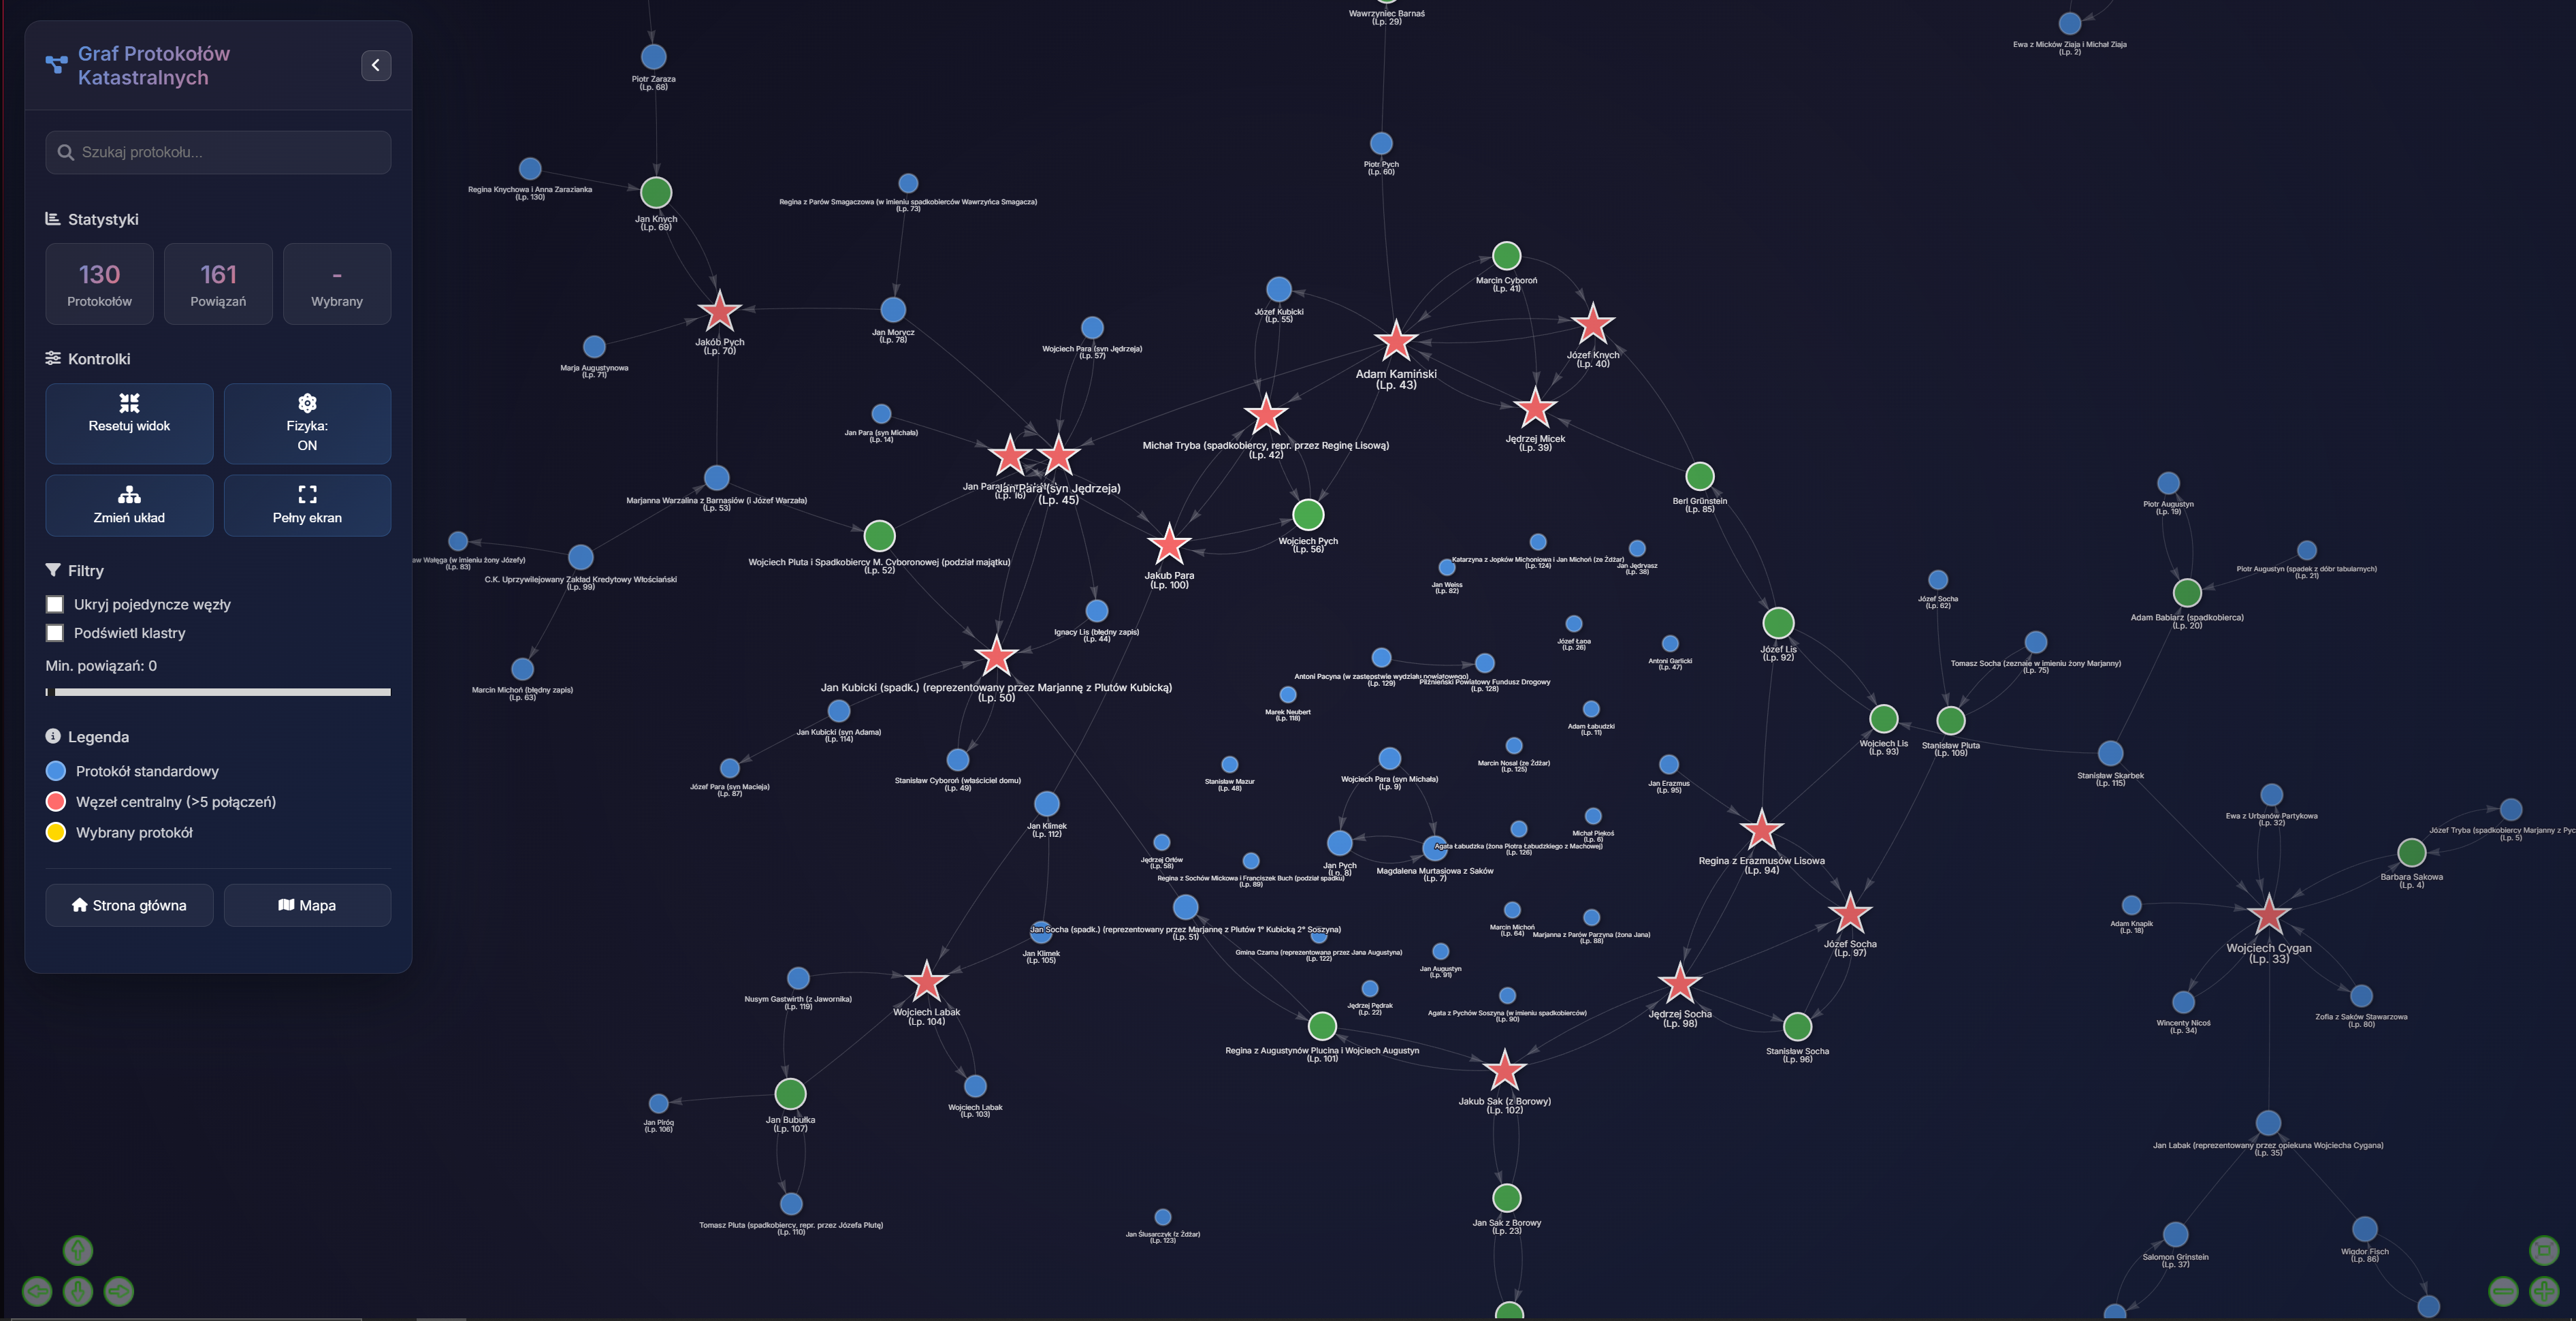 Graf Protokołów
Katastralnych
Szukaj protokołu...
Statystyki
130
Protokołów
161
Powiązań
-
Wybrany
Kontrolki
Resetuj widok
Fizyka:
ON
Zmień układ
Pełny ekran
Filtry
Ukryj pojedyncze węzły
Podświetl klastry
Min. powiązań: 0
Legenda
Protokół standardowy
Węzeł centralny (>5 połączeń)
Wybrany protokół
Strona główna
Mapa
Wawrzyniec Barnaś
(Lp. 29)
Ewa z Micków Ziaja i Michał Ziaja
(Lp. 2)
Piotr Zaraza
(Lp. 68)
Piotr Pych
(Lp. 60)
Regina Knychowa i Anna Zarazianka
(Lp. 130)
Regina z Parów Smagaczowa (w imieniu spadkobierców Wawrzyńca Smagacza)
(Lp. 73)
Jan Knych
(Lp. 69)
Marcin Cyboroń
(Lp. 41)
Józef Kubicki
(Lp. 55)
Jakób Pych
(Lp. 70)
Jan Morycz
(Lp. 78)
Wojciech Para (syn Jędrzeja)
(Lp. 57)
Józef Knych
(Lp. 40)
Marja Augustynowa
(Lp. 71)
Adam Kamiński
(Lp. 43)
Jan Para (syn Michała)
(Lp. 14)
Michał Tryba (spadkobiercy, repr. przez Reginę Lisową)
(Lp. 42)
Jędrzej Micek
(Lp. 39)
Jan Para
(Lp. 16)
Jan Para (syn Jędrzeja)
(Lp. 45)
Marjanna Warzalina z Barnasiów (i Józef Warzała)
(Lp. 53)
Berl Grünstein
(Lp. 85)
Piotr Augustyn
(Lp. 19)
Wojciech Pych
(Lp. 56)
aw Wałęga (w imieniu żony Józefy)
(Lp. 83)
Wojciech Pluta i Spadkobiercy M. Cyboronowej (podział majątku)
(Lp. 52)
Katarzyna z Jopków Michoniowa i Jan Michoń (ze Żdżar)
(Lp. 124)
Jan Jędrvasz
(Lp. 38)
Piotr Augustyn (spadek z dóbr tabularnych)
(Lp. 21)
C.K. Uprzywilejowany Zakład Kredytowy Włościański
(Lp. 99)
Jakub Para
(Lp. 100)
Jan Weiss
(Lp. 82)
Józef Socha
(Lp. 62)
Adam Babiarz (spadkobierca)
(Lp. 20)
Ignacy Lis (błędny zapis)
(Lp. 44)
Józef Łapa
(Lp. 26)
Antoni Garlicki
(Lp. 47)
Józef Lis
(Lp. 92)
Tomasz Socha (zeznaje w imieniu żony Marjanny)
(Lp. 75)
Marcin Michoń (błędny zapis)
(Lp. 63)
Jan Kubicki (spadk.) (reprezentowany przez Marjannę z Plutów Kubicką)
(Lp. 50)
Antoni Pacyna (w zastępstwie wydziału powiatowego)
(Lp. 129)
Pilźnieński Powiatowy Fundusz Drogowy
(Lp. 128)
Marek Neubert
(Lp. 118)
Adam Łabudzki
(Lp. 11)
Jan Kubicki (syn Adama)
(Lp. 114)
Wojciech Lis
(Lp. 93)
Stanisław Pluta
(Lp. 109)
Józef Para (syn Macieja)
(Lp. 87)
Stanisław Cyboroń (właściciel domu)
(Lp. 49)
Stanisław Mazur
(Lp. 48)
Wojciech Para (syn Michała)
(Lp. 9)
Marcin Nosal (ze Żdżar)
(Lp. 125)
Jan Erazmus
(Lp. 95)
Stanisław Skarbek
(Lp. 115)
Jan Klimek
(Lp. 112)
Ewa z Urbanów Partykowa
(Lp. 32)
Józef Tryba (spadkobiercy Marjanny z Pyc
(Lp. 5)
Michał Piękoś
(Lp. 6)
Agata Łabudzka (żona Piotra Łabudzkiego z Machowej)
(Lp. 126)
Jędrzej Orłów
(Lp. 58)
Jan Pych
(Lp. 8)
Magdalena Murtasiowa z Saków
(Lp. 7)
Regina z Erazmusów Lisowa
(Lp. 94)
Regina z Sochów Mickowa i Franciszek Buch (podział spadku)
(Lp. 89)
Barbara Sakowa
(Lp. 4)
Jan Socha (spadk.) (reprezentowany przez Marjannę z Plutów 1° Kubicką 2° Soszyna)
(Lp. 51)
Jan Klimek
(Lp. 105)
Gmina Czarna (reprezentowana przez Jana Augustyna)
(Lp. 122)
Marcin Michoń
(Lp. 64)
Marjanna z Parów Parzyna (żona Jana)
(Lp. 88)
Jan Augustyn
(Lp. 91)
Józef Socha
(Lp. 97)
Adam Knapik
(Lp. 18)
Wojciech Cygan
(Lp. 33)
Nusym Gastwirth (z Jawornika)
(Lp. 119)
Wojciech Labak
(Lp. 104)
Jędrzej Pędrak
(Lp. 22)
Agata z Pychów Soszyna (w imieniu spadkobierców)
(Lp. 90)
Jędrzej Socha
(Lp. 98)
Wincenty Nicoś
(Lp. 34)
Zofia z Saków Stawarzowa
(Lp. 80)
Regina z Augustynów Plucina i Wojciech Augustyn
(Lp. 101)
Stanisław Socha
(Lp. 96)
Jan Piróg
(Lp. 106)
Jan Bubułka
(Lp. 107)
Wojciech Labak
(Lp. 103)
Jakub Sak (z Borowy)
(Lp. 102)
Jan Labak (reprezentowany przez opiekuna Wojciecha Cygana)
(Lp. 35)
Tomasz Pluta (spadkobiercy, repr. przez Józefa Plutę)
(Lp. 110)
Jan Ślusarczyk (z Żdżar)
(Lp. 123)
Jan Sak z Borowy
(Lp. 23)
Salomon Grinstein
(Lp. 37)
Wigdor Fisch
(Lp. 86)